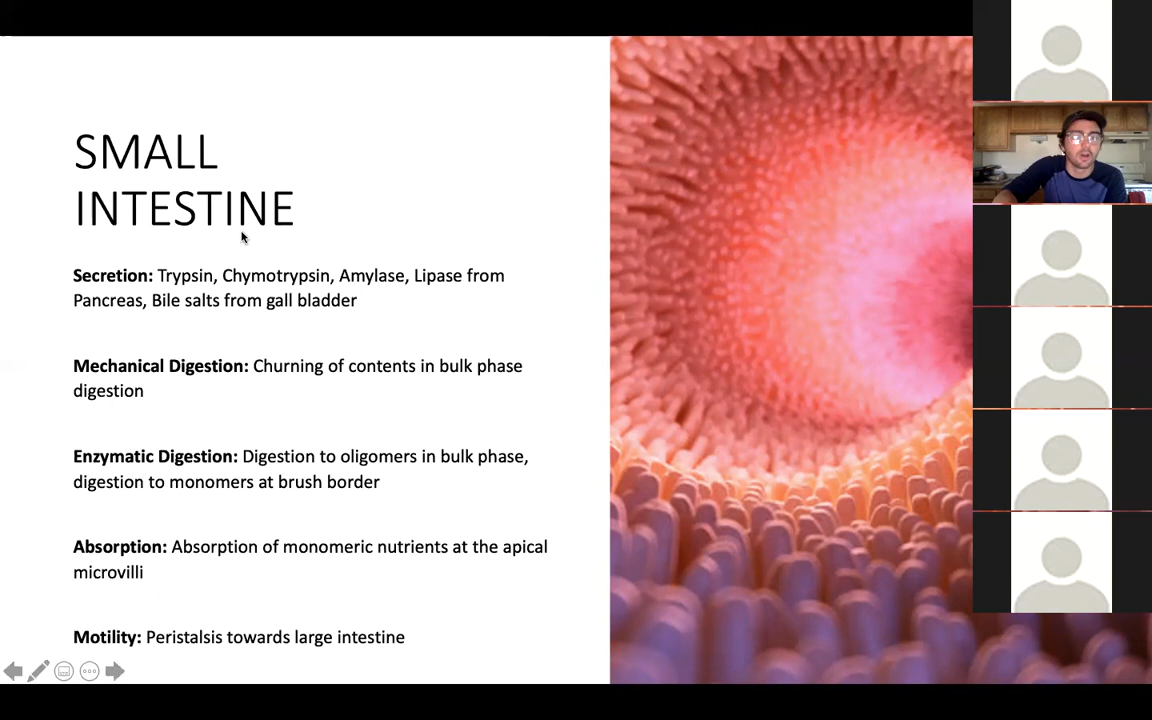 SMALL
INTESTINE
Secretion: Trypsin, Chymotrypsin, Amylase, Lipase from
Pancreas, Bile salts from gall bladder
Mechanical Digestion: Churning of contents in bulk phase
digestion
Enzymatic Digestion: Digestion to oligomers in bulk phase,
digestion to monomers at brush border
Absorption: Absorption of monomeric nutrients at the apical
microvilli
Motility: Peristalsis towards large intestine